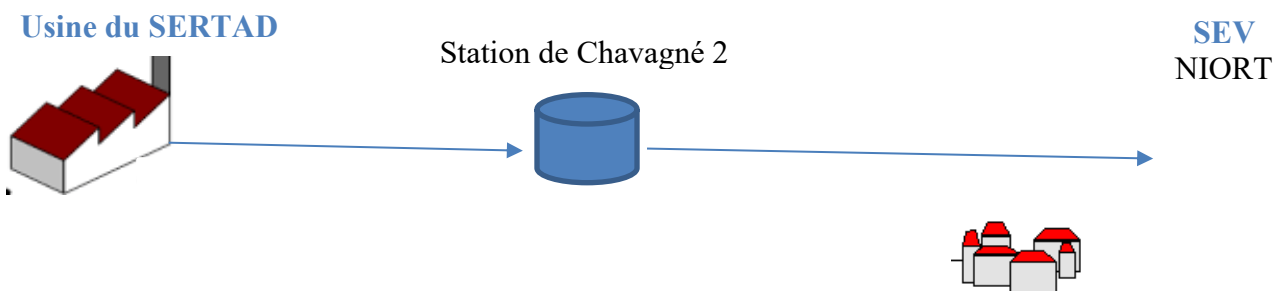 Usine du SERTAD
Station de Chavagné 2
SEV
NIORT